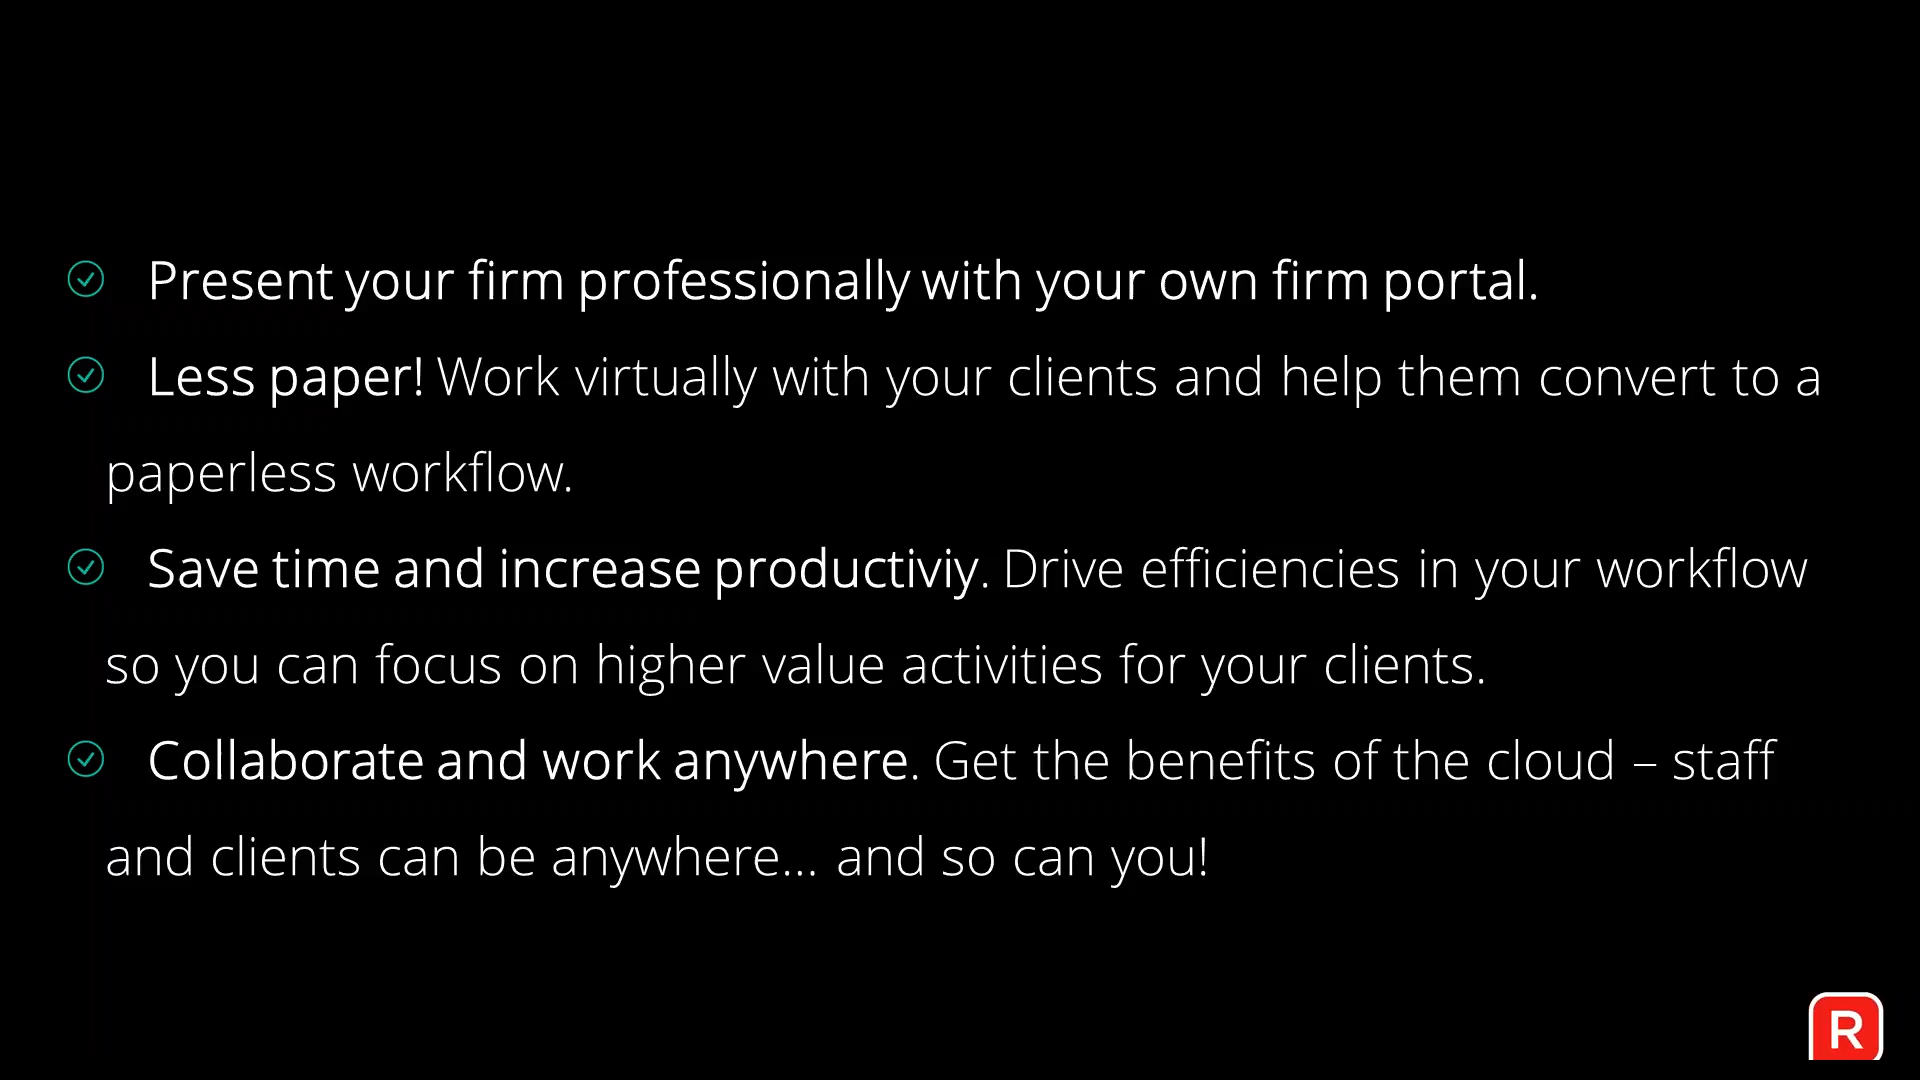 Present your firm professionally with your own firm portal.
Less paper! Work virtually with your clients and help them convert to a
paperless workflow.
Save time and increase productiviy. Drive efficiencies in your workflow
so you can focus on higher value activities for your clients.
Collaborate and work anywhere. Get the benefits of the cloud – staff
and clients can be anywhere... and so can you!
R